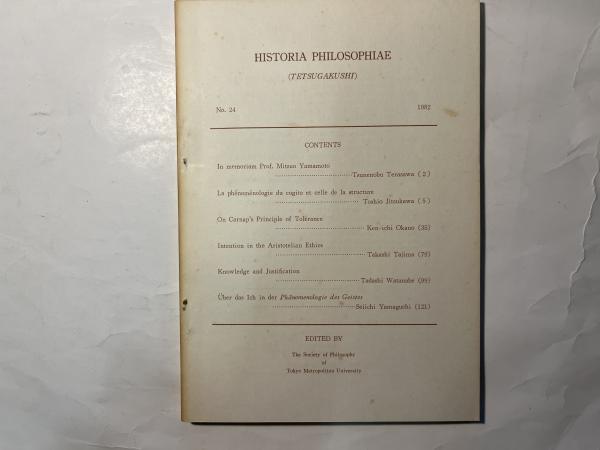 HISTORIA PHILOSOPHIAE
(TETSUGAKUSHI)
No. 24 1982
CONTENTS
In memoriam Prof. Mitsuo Yamamoto
Tsunenobu Terasawa (2)
La phénoménologie du cogito et celle de la structure
Toshio Jitsukawa (5)
On Carnap's Principle of Tolerance
Ken-ichi Okano (35)
Intention in the Aristotelian Ethics
Takashi Tajima (79)
Knowledge and Justification
Tadashi Watanabe (99)
Über das Ich in der Phänomenologie des Geistes
Seiichi Yamaguchi (121)
EDITED BY
The Society of Philosophy
of
Tokyo Metropolitan University